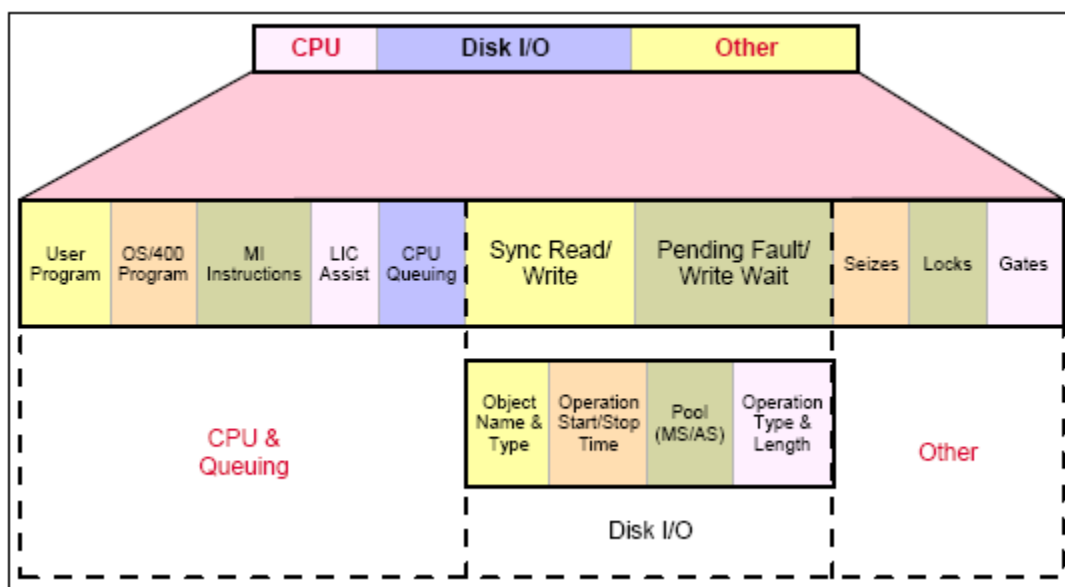 CPU
Disk I/O
Other
User
Program
OS/400
Program
MI
Instructions
LIC
Assist
CPU
Queuing
Sync Read/
Write
Pending Fault/
Write Wait
Seizes
Locks
Gates
Object
Name &
Type
Operation
Start/Stop
Time
Pool
(MS/AS)
Operation
Type &
Length
CPU &
Queuing
Other
Disk I/O